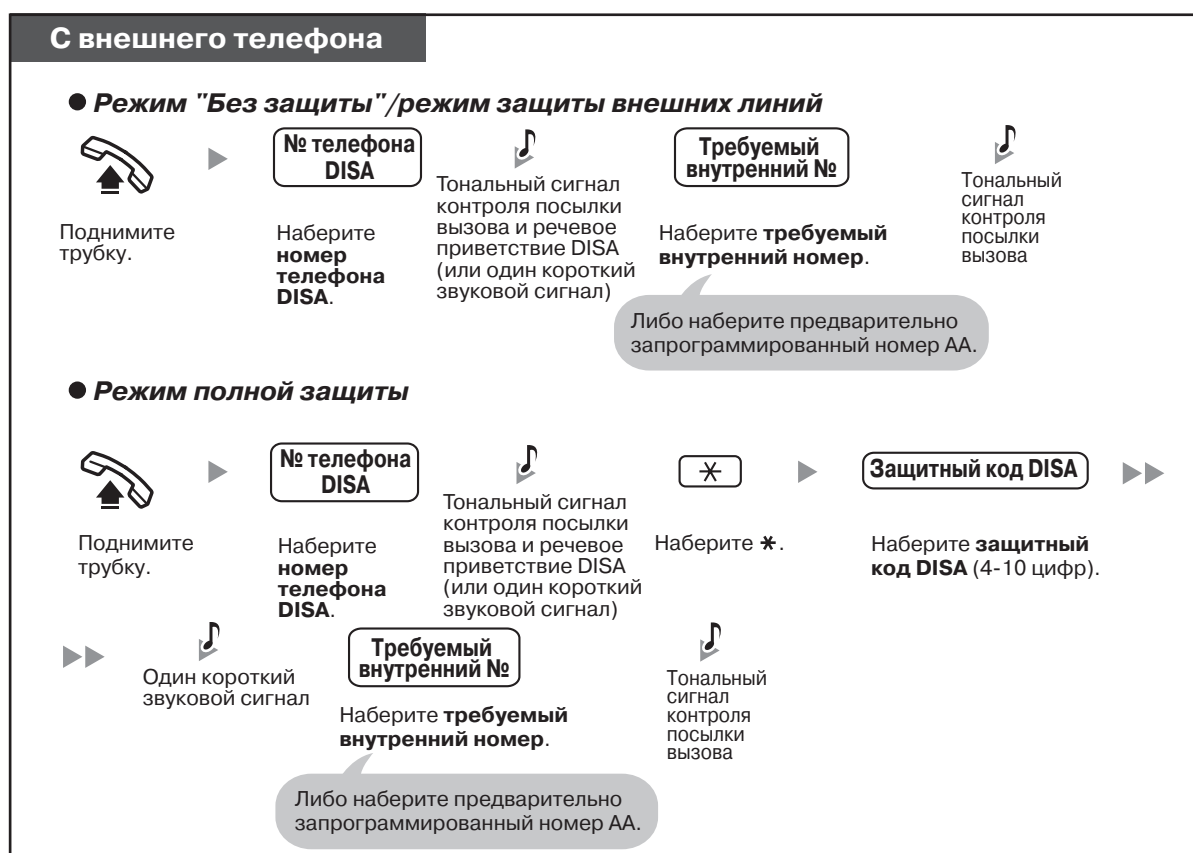 С внешнего телефона
● Режим "Без защиты"/режим защиты внешних линий
Поднимите
трубку.
№ телефона
DISA
Наберите
номер
телефона
DISA.
Тональный сигнал
контроля посылки
вызова и речевое
приветствие DISA
(или один короткий
звуковой сигнал)
Требуемый
внутренний №
Наберите требуемый
внутренний номер.
Либо наберите предварительно
запрограммированный номер АА.
Тональный
сигнал
контроля
посылки
вызова
● Режим полной защиты
Поднимите
трубку.
№ телефона
DISA
Наберите
номер
телефона
DISA.
Тональный сигнал
контроля посылки
вызова и речевое
приветствие DISA
(или один короткий
звуковой сигнал)
*
Наберите *.
Защитный код DISA
Наберите защитный
код DISA (4-10 цифр).
Один короткий
звуковой сигнал
Требуемый
внутренний №
Наберите требуемый
внутренний номер.
Либо наберите предварительно
запрограммированный номер АА.
Тональный
сигнал
контроля
посылки
вызова